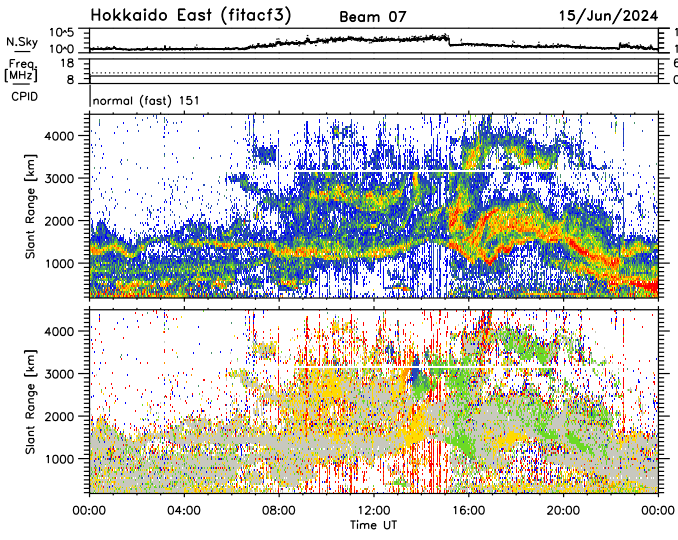 Hokkaido East (fitacf3) Beam 07 15/Jun/2024
N.Sky 10^5 10^0 1 1
Freq. [MHz] 18 8 6 0
CPID normal (fast) 151
Slant Range [km] 4000 3000 2000 1000
Slant Range [km] 4000 3000 2000 1000
00:00 04:00 08:00 12:00 16:00 20:00 00:00
Time UT